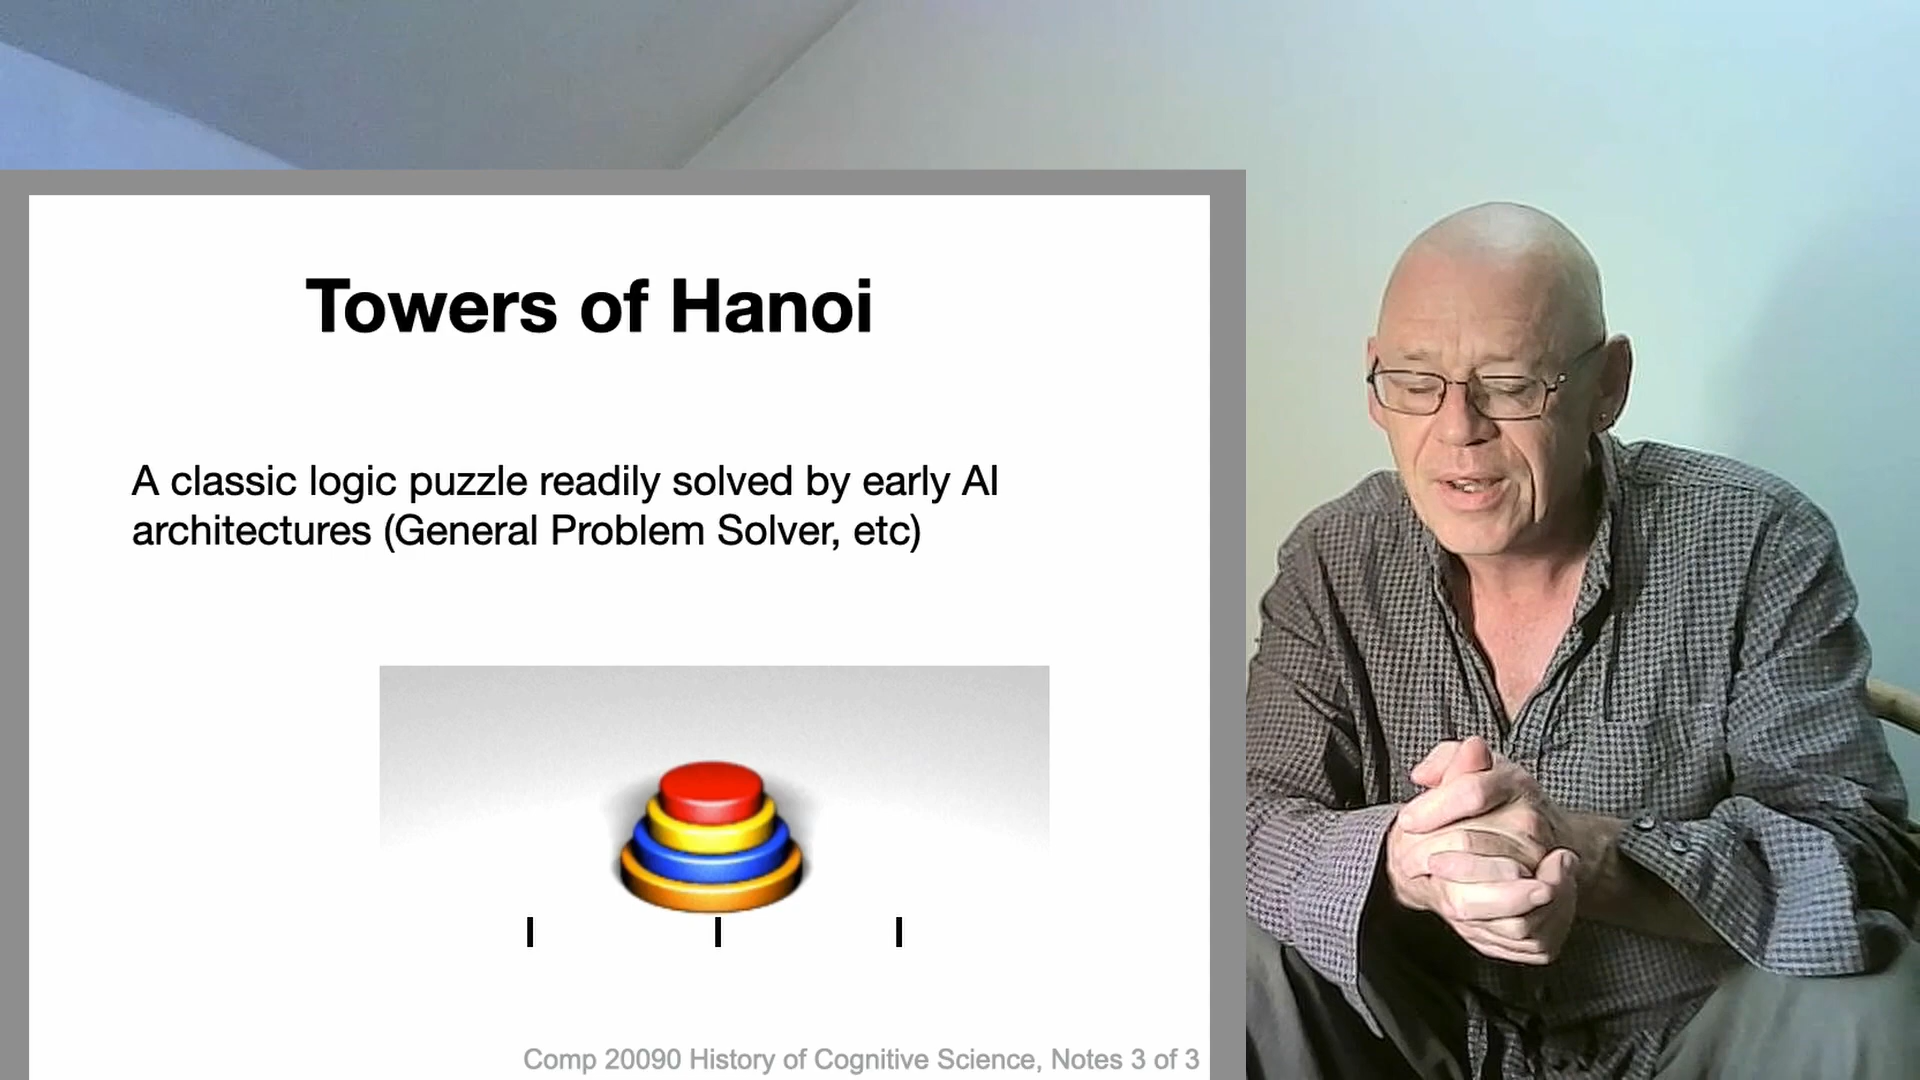 Towers of Hanoi
A classic logic puzzle readily solved by early AI
architectures (General Problem Solver, etc)
Comp 20090 History of Cognitive Science, Notes 3 of 3